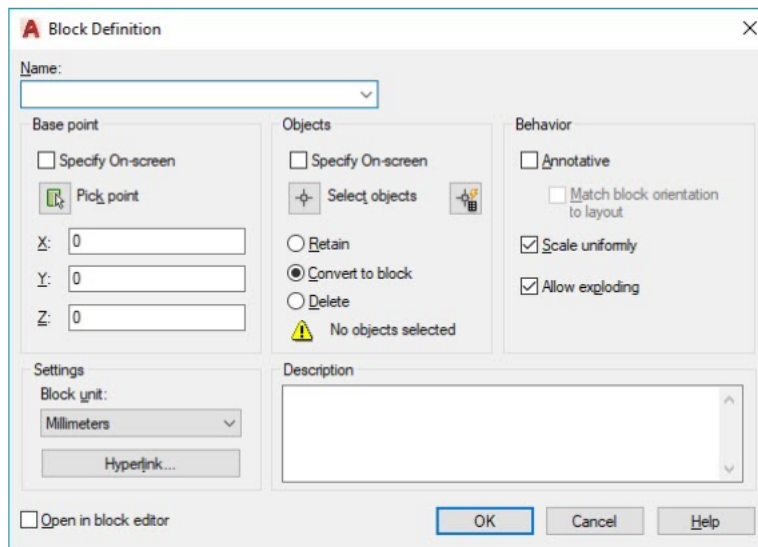 Block Definition
Name:
Base point
Specify On-screen
Pick point
X: 0
Y: 0
Z: 0
Objects
Specify On-screen
Select objects
Retain
Convert to block
Delete
No objects selected
Behavior
Annotative
Match block orientation
to layout
Scale uniformly
Allow exploding
Settings
Block unit:
Millimeters
Hyperlink...
Description
Open in block editor
OK
Cancel
Help